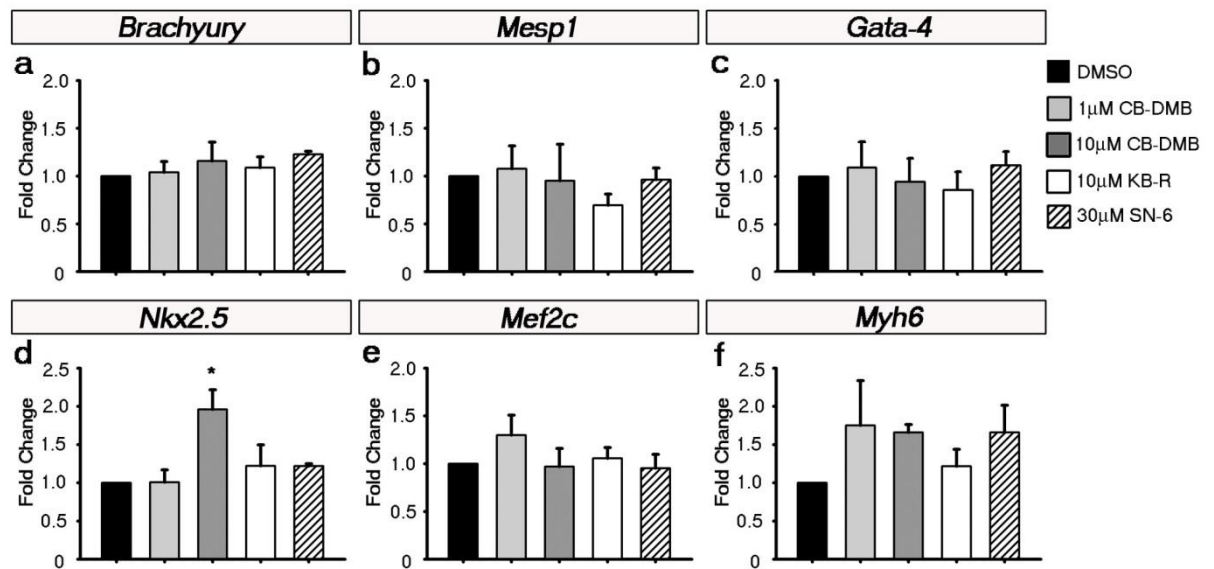 Brachyury
Mesp1
Gata-4
a
b
c
Fold Change
2.0
1.5
1.0
0.5
0
Fold Change
2.0
1.5
1.0
0.5
0
Fold Change
2.0
1.5
1.0
0.5
0
DMSO
1μM CB-DMB
10μM CB-DMB
10μM KB-R
30μM SN-6
Nkx2.5
Mef2c
Myh6
d
e
f
Fold Change
2.5
2.0
1.5
1.0
0.5
0
*
Fold Change
2.0
1.5
1.0
0.5
0
Fold Change
2.5
2.0
1.5
1.0
0.5
0